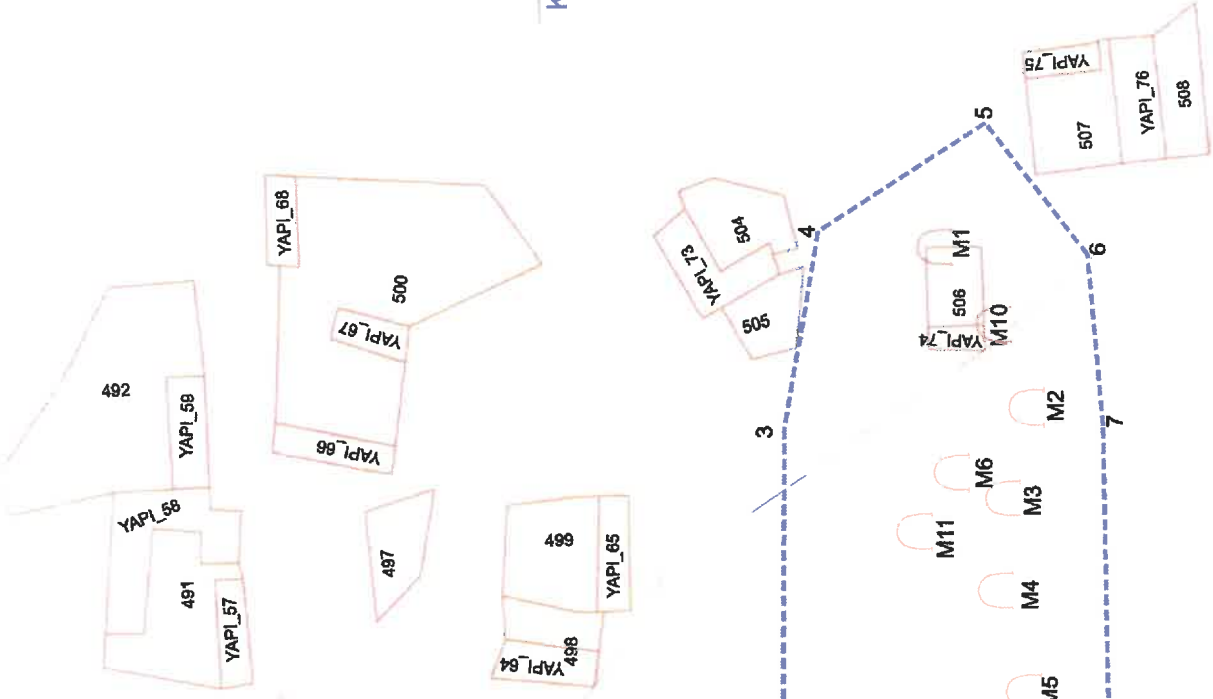 YAPI_75
507
YAPI_76
508
5
YAPI_68
500
YAPI_67
YAPI_66
YAPI_73
504
505
4
M1
6
506
YAPI_74
M10
492
YAPI_59
YAPI_58
491
YAPI_57
497
499
YAPI_65
498
YAPI_64
3
M2
7
M6
M3
M11
M4
M5